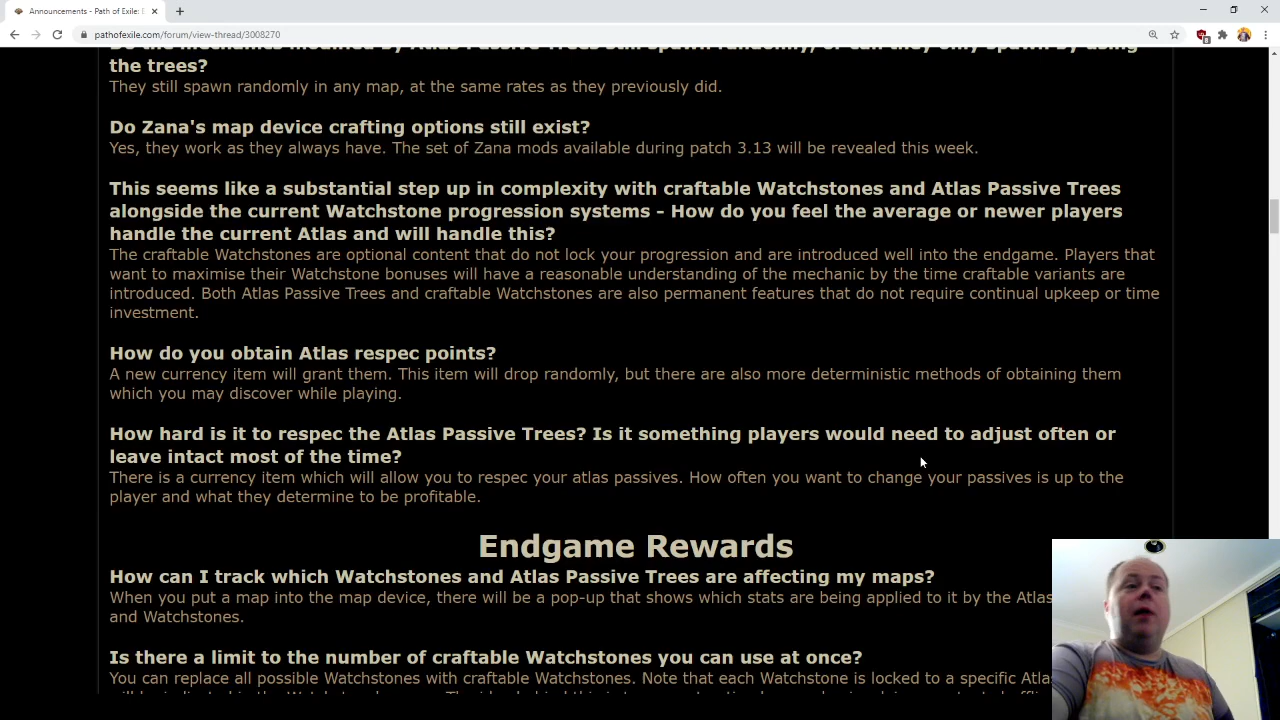 Announcements - Path of Exile: E
pathofexile.com/forum/view-thread/3008270
Do the mechanics modified by Atlas Passive Trees still spawn randomly, or can they only spawn by using
the trees?
They still spawn randomly in any map, at the same rates as they previously did.
Do Zana's map device crafting options still exist?
Yes, they work as they always have. The set of Zana mods available during patch 3.13 will be revealed this week.
This seems like a substantial step up in complexity with craftable Watchstones and Atlas Passive Trees
alongside the current Watchstone progression systems - How do you feel the average or newer players
handle the current Atlas and will handle this?
The craftable Watchstones are optional content that do not lock your progression and are introduced well into the endgame. Players that
want to maximise their Watchstone bonuses will have a reasonable understanding of the mechanic by the time craftable variants are
introduced. Both Atlas Passive Trees and craftable Watchstones are also permanent features that do not require continual upkeep or time
investment.
How do you obtain Atlas respec points?
A new currency item will grant them. This item will drop randomly, but there are also more deterministic methods of obtaining them
which you may discover while playing.
How hard is it to respec the Atlas Passive Trees? Is it something players would need to adjust often or
leave intact most of the time?
There is a currency item which will allow you to respec your atlas passives. How often you want to change your passives is up to the
player and what they determine to be profitable.
Endgame Rewards
How can I track which Watchstones and Atlas Passive Trees are affecting my maps?
When you put a map into the map device, there will be a pop-up that shows which stats are being applied to it by the Atlas
and Watchstones.
Is there a limit to the number of craftable Watchstones you can use at once?
You can replace all possible Watchstones with craftable Watchstones. Note that each Watchstone is locked to a specific Atla